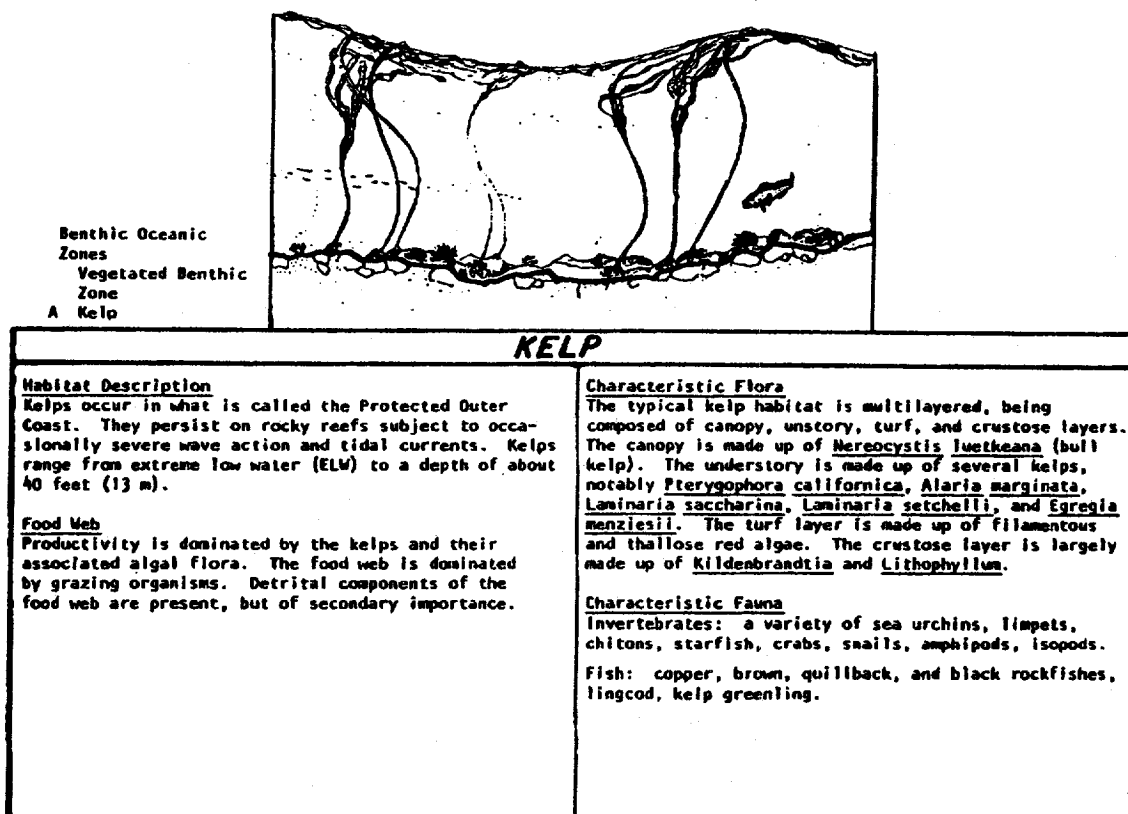 Benthic Oceanic
Zones
Vegetated Benthic
Zone
A Kelp
KELP
Habitat Description
Kelps occur in what is called the Protected Outer
Coast. They persist on rocky reefs subject to occa-
sionally severe wave action and tidal currents. Kelps
range from extreme low water (ELW) to a depth of about
40 feet (13 m).
Food Web
Productivity is dominated by the kelps and their
associated algal flora. The food web is dominated
by grazing organisms. Detrital components of the
food web are present, but of secondary importance.
Characteristic Flora
The typical kelp habitat is multilayered, being
composed of canopy, unstory, turf, and crustose layers.
The canopy is made up of Nereocystis luetkeana (bull
kelp). The understory is made up of several kelps,
notably Pterygophora californica, Alaria marginata,
Laminaria saccharina, Laminaria setchelli, and Egregia
menziesii. The turf layer is made up of filamentous
and thallose red algae. The crustose layer is largely
made up of Kildenbrandtia and Lithophyllum.
Characteristic Fauna
Invertebrates: a variety of sea urchins, limpets,
chitons, starfish, crabs, snails, amphipods, isopods.
Fish: copper, brown, quillback, and black rockfishes,
lingcod, kelp greenling.